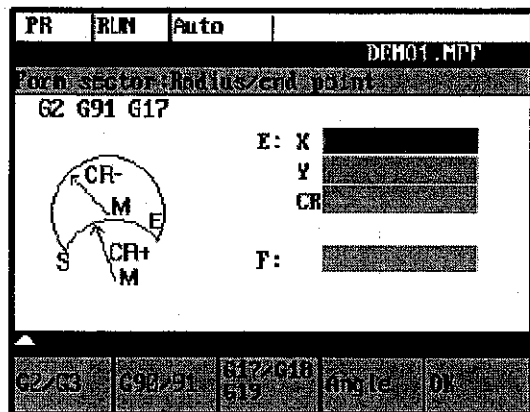 PR RUN Auto
DEMO1.MPF
Parm sector:Radius/end point
G2 G91 G17
E: X
Y
CR
CR-
M
E
S
CR+
M
F:
G2/G3 G90/91 G17/G18 G19 Angle OK